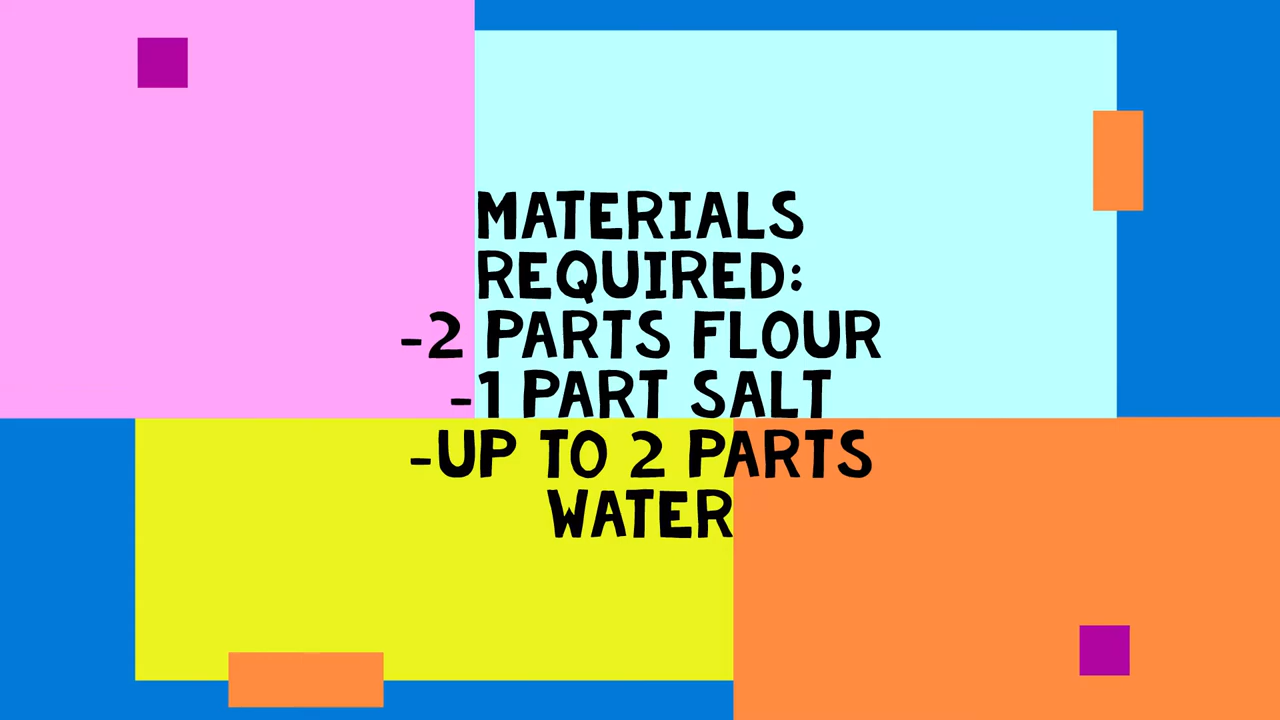 MATERIALS
REQUIRED:
-2 PARTS FLOUR
-1 PART SALT
-UP TO 2 PARTS
WATER